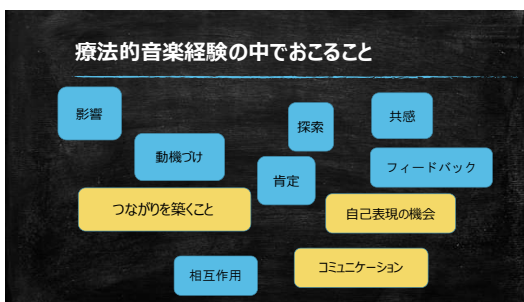 療法的音楽経験の中でおこること
影響
探索
共感
動機づけ
肯定
フィードバック
つながりを築くこと
自己表現の機会
相互作用
コミュニケーション